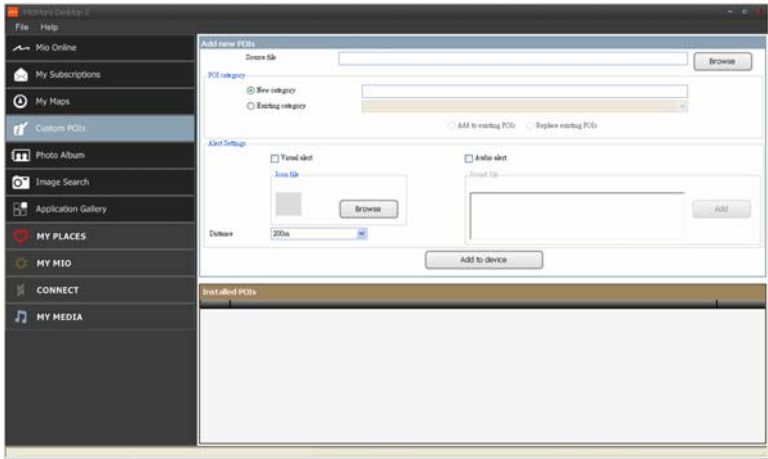 MioMore Desktop 2
File Help
Mio Online
My Subscriptions
My Maps
Custom POIs
Photo Album
Image Search
Application Gallery
MY PLACES
MY MIO
CONNECT
MY MEDIA
Add new POIs
Source file
Browse
POI category
New category
Existing category
Add to existing POIs Replace existing POIs
Alert Settings
Visual alert Audio alert
Icon file Sound file
Browse Add
Distance 200m
Add to device
Installed POIs